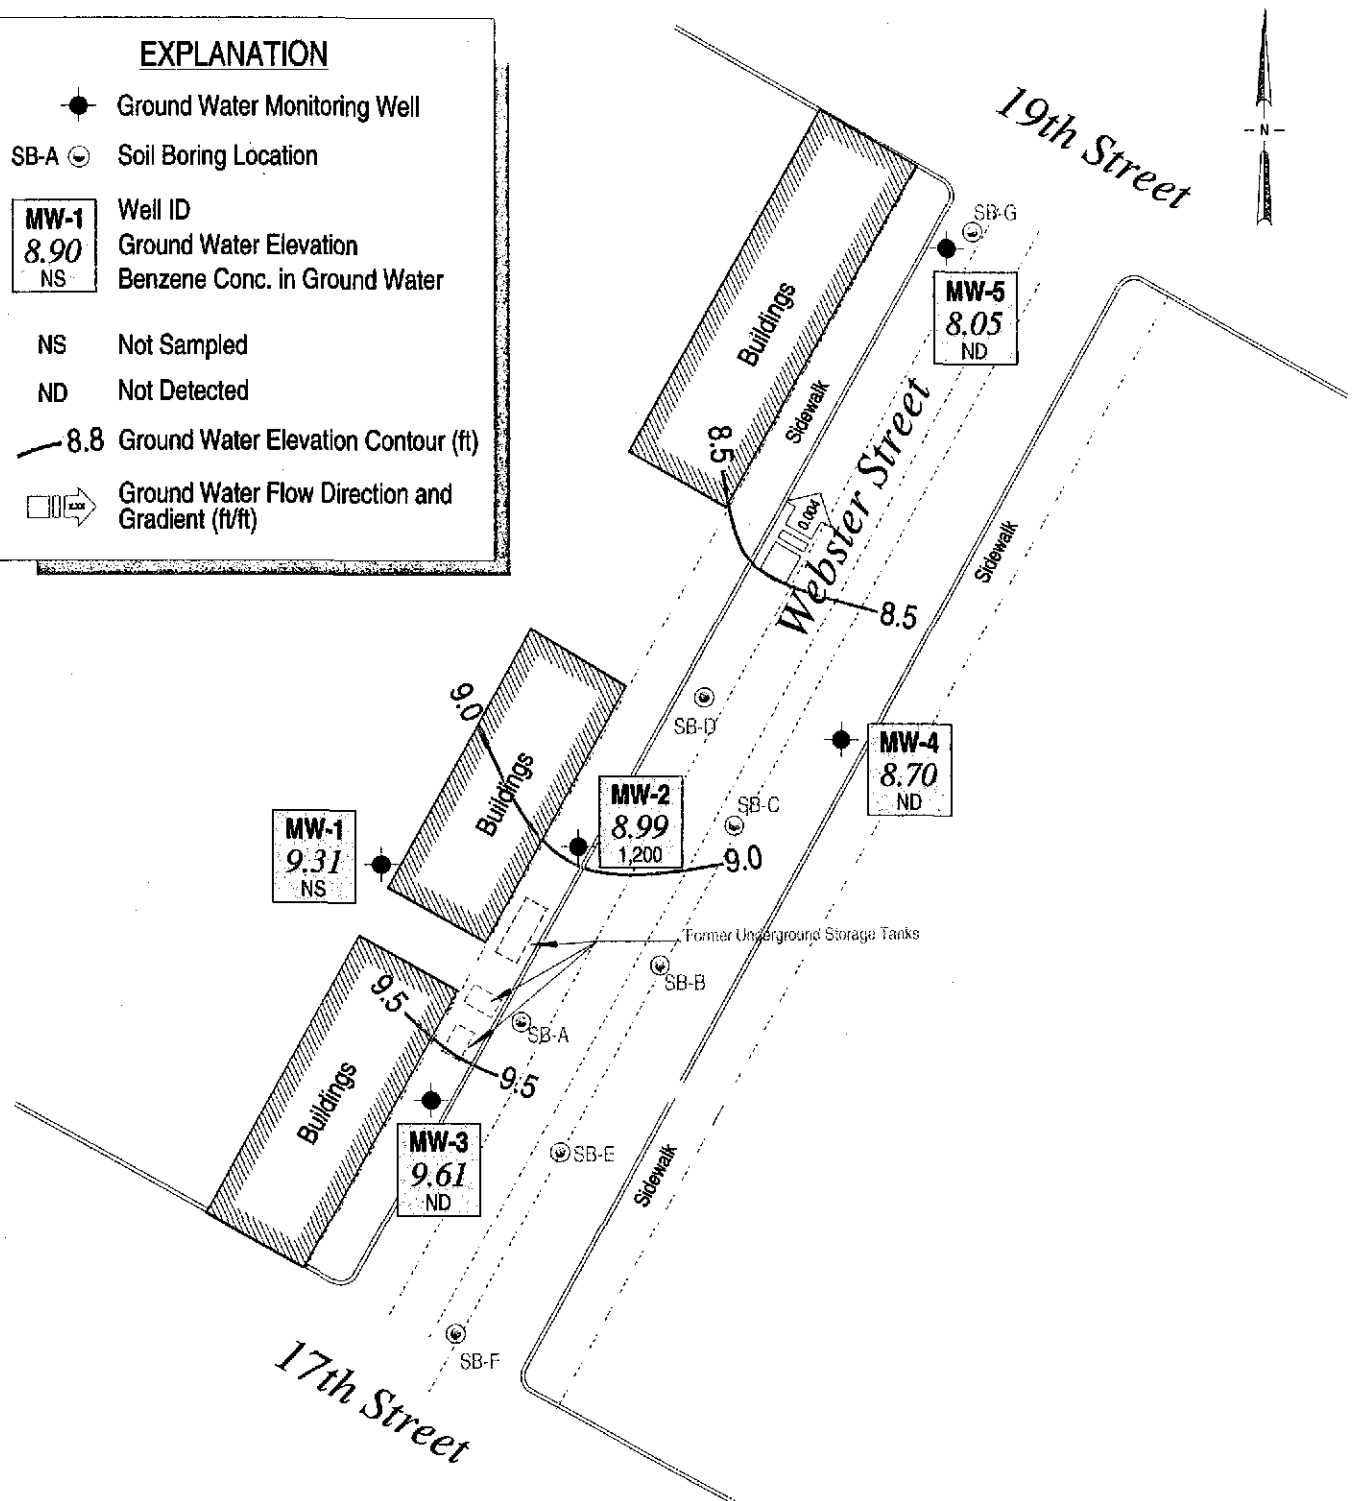 EXPLANATION
Ground Water Monitoring Well
SB-A Soil Boring Location
MW-1
8.90
NS
Well ID
Ground Water Elevation
Benzene Conc. in Ground Water
NS Not Sampled
ND Not Detected
8.8 Ground Water Elevation Contour (ft)
Ground Water Flow Direction and
Gradient (ft/ft)
19th Street
N
SB-G
MW-5
8.05
ND
Buildings
Sidewalk
8.5
0.004
Webster Street
Sidewalk
8.5
9.0
SB-D
Buildings
MW-4
8.70
ND
MW-2
8.99
1,200
SB-C
MW-1
9.31
NS
9.0
Former Underground Storage Tanks
SB-B
9.5
SB-A
9.5
Buildings
MW-3
9.61
ND
SB-E
Sidewalk
SB-F
17th Street